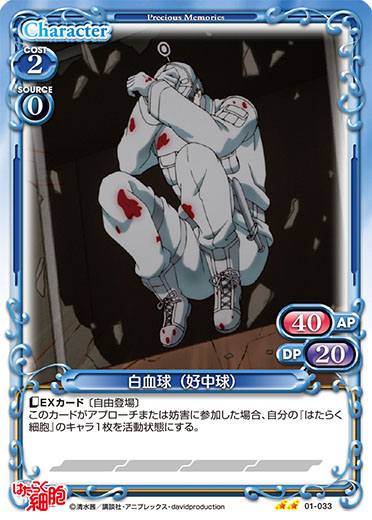 Precious Memories
Character
COST
2
SOURCE
0
40 AP
DP 20
白血球(好中球)
EXカード〔自由登場〕
このカードがアプローチまたは妨害に参加した場合、自分の『はたらく
細胞』のキャラ1枚を活動状態にする。
はたらく
細胞
©清水茜/講談社・アニプレックス・davidproduction
01-033